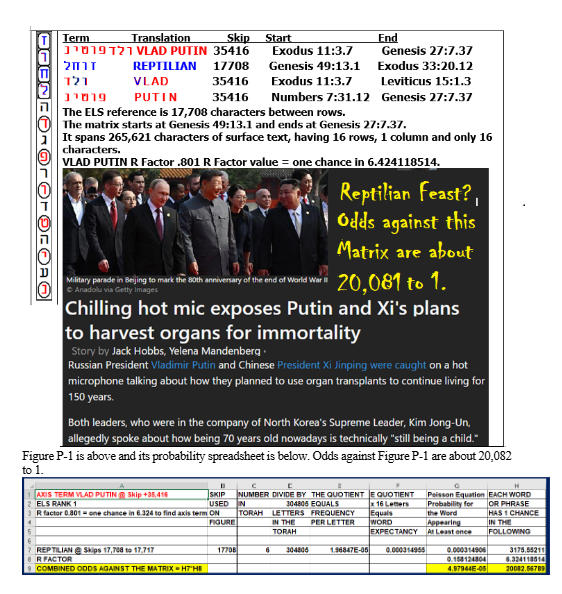 Term Translation Skip Start End
ולדפוטינ VLAD PUTIN 35416 Exodus 11:3.7 Genesis 27:7.37
זוחל REPTILIAN 17708 Genesis 49:13.1 Exodus 33:20.12
ולד VLAD 35416 Exodus 11:3.7 Leviticus 15:1.3
פוטינ PUTIN 35416 Numbers 7:31.12 Genesis 27:7.37
The ELS reference is 17,708 characters between rows.
The matrix starts at Genesis 49:13.1 and ends at Genesis 27:7.37.
It spans 265,621 characters of surface text, having 16 rows, 1 column and only 16
characters.
VLAD PUTIN R Factor .801 R Factor value = one chance in 6.424118514.
Reptilian Feast?
Odds against this
Matrix are about
20,081 to 1.
Military parade in Beijing to mark the 80th anniversary of the end of World War II
© Anadolu via Getty Images
Chilling hot mic exposes Putin and Xi's plans
to harvest organs for immortality
Story by Jack Hobbs, Yelena Mandenberg •
Russian President Vladimir Putin and Chinese President Xi Jinping were caught on a hot
microphone talking about how they planned to use organ transplants to continue living for
150 years.
Both leaders, who were in the company of North Korea's Supreme Leader, Kim Jong-Un,
allegedly spoke about how being 70 years old nowadays is technically "still being a child."
Figure P-1 is above and its probability spreadsheet is below. Odds against Figure P-1 are about 20,082
to 1.
A B C D E F G H
1 AXIS TERM VLAD PUTIN @ Skip +35,416 SKIP NUMBER DIVIDE BY THE QUOTIENT E QUOTIENT Poisson Equation EACH WORD
2 ELS RANK 1 USED IN 304805 EQUALS x 16 Letters Probability for OR PHRASE
3 R factor 0.801 = one chance in 6.324 to find axis term ON TORAH LETTERS FREQUENCY Equals the Word HAS 1 CHANCE
4 FIGURE IN THE PER LETTER WORD Appearing IN THE
5 TORAH EXPECTANCY At Least once FOLLOWING
6
7 REPTILIAN @ Skips 17,708 to 17,717 17708 6 304805 1.96847E-05 0.000314955 0.000314906 3175.55211
8 R FACTOR 0.158124804 6.324118514
9 COMBINED ODDS AGAINST THE MATRIX = H7*H8 4.97944E-05 20082.56789